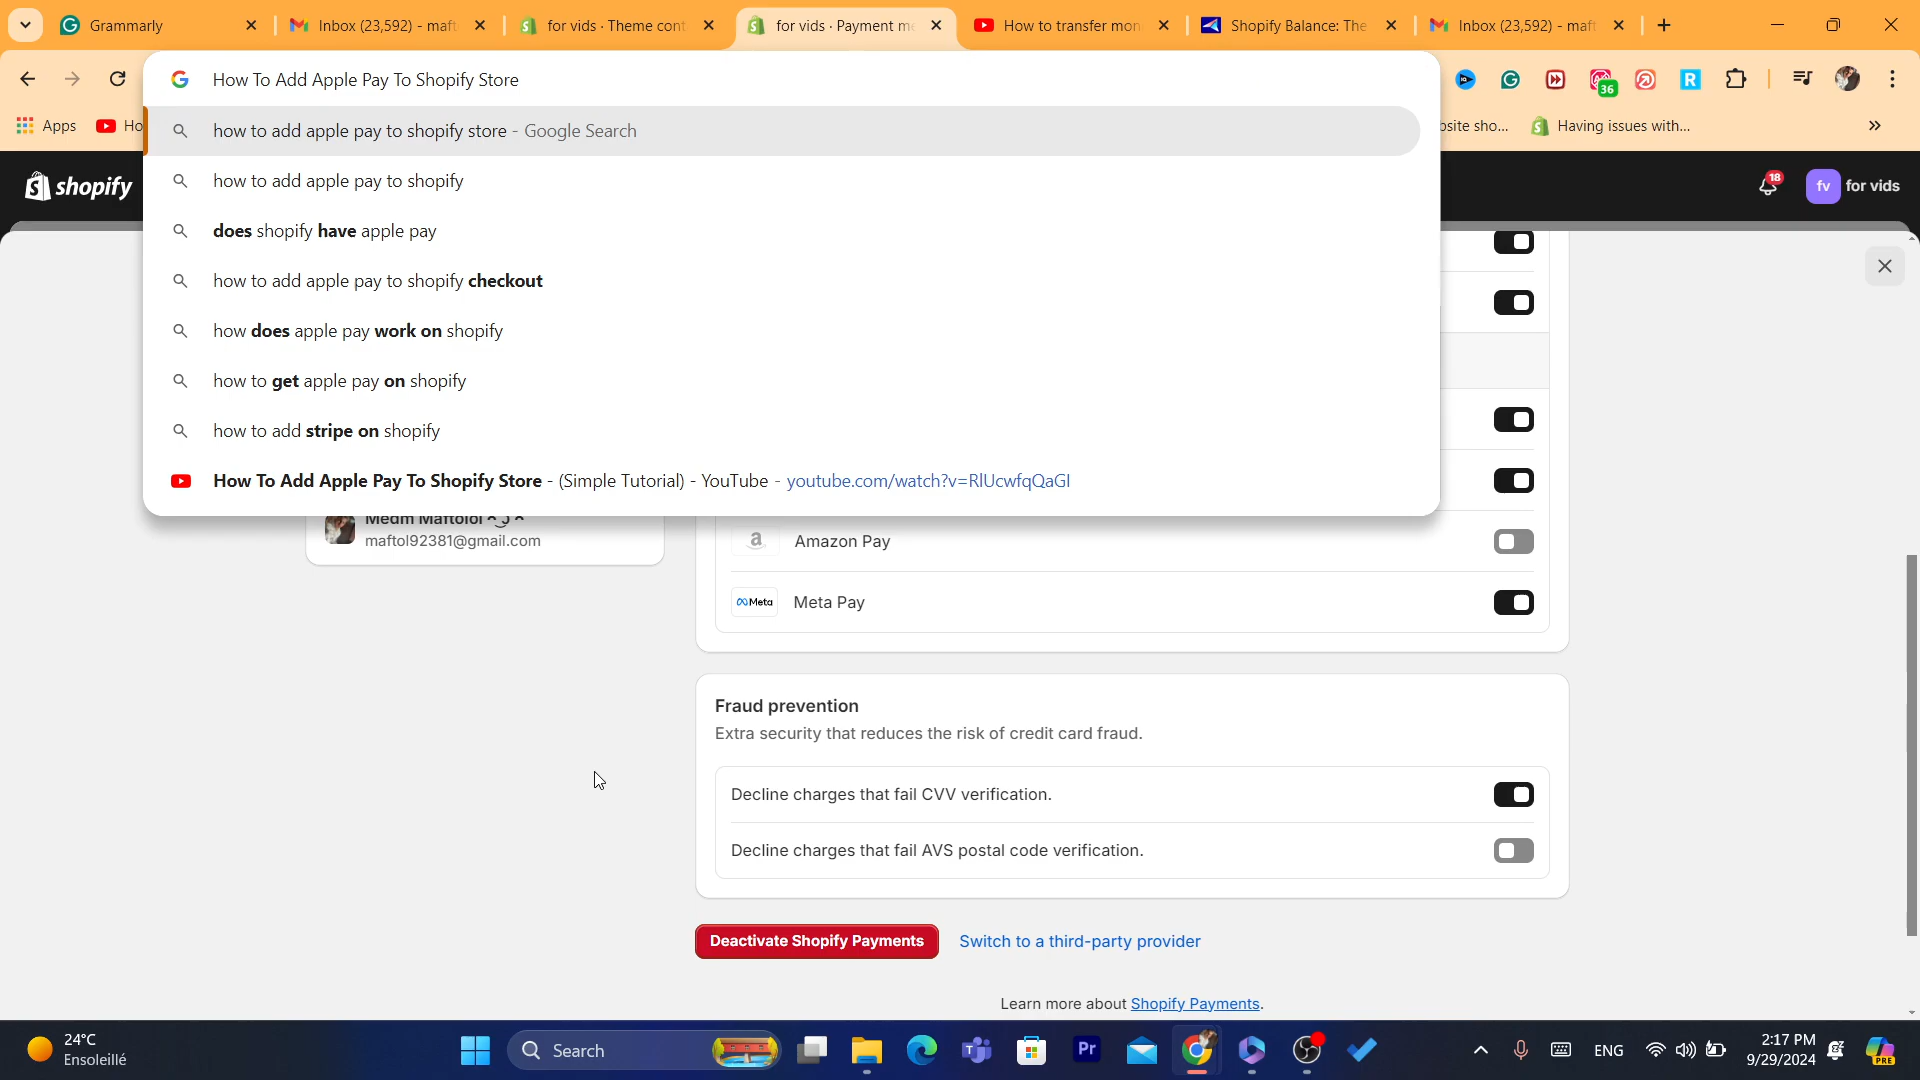 Grammarly
Inbox (23,592) - maft
for vids · Theme cont
for vids · Payment me
How to transfer mon
Shopify Balance: The
Inbox (23,592) - maft
How To Add Apple Pay To Shopify Store
36
Apps
Ho
how to add apple pay to shopify store - Google Search
bsite sho...
Having issues with...
how to add apple pay to shopify
shopify
18
fv
for vids
does shopify have apple pay
how to add apple pay to shopify checkout
how does apple pay work on shopify
how to get apple pay on shopify
how to add stripe on shopify
How To Add Apple Pay To Shopify Store - (Simple Tutorial) - YouTube - youtube.com/watch?v=RlUcwfqQaGI
Medm Maftolol
maftol92381@gmail.com
Amazon Pay
Meta
Meta Pay
Fraud prevention
Extra security that reduces the risk of credit card fraud.
Decline charges that fail CVV verification.
Decline charges that fail AVS postal code verification.
Deactivate Shopify Payments
Switch to a third-party provider
Learn more about Shopify Payments.
24°C
Ensoleillé
Search
Pr
ENG
2:17 PM
9/29/2024
PRE